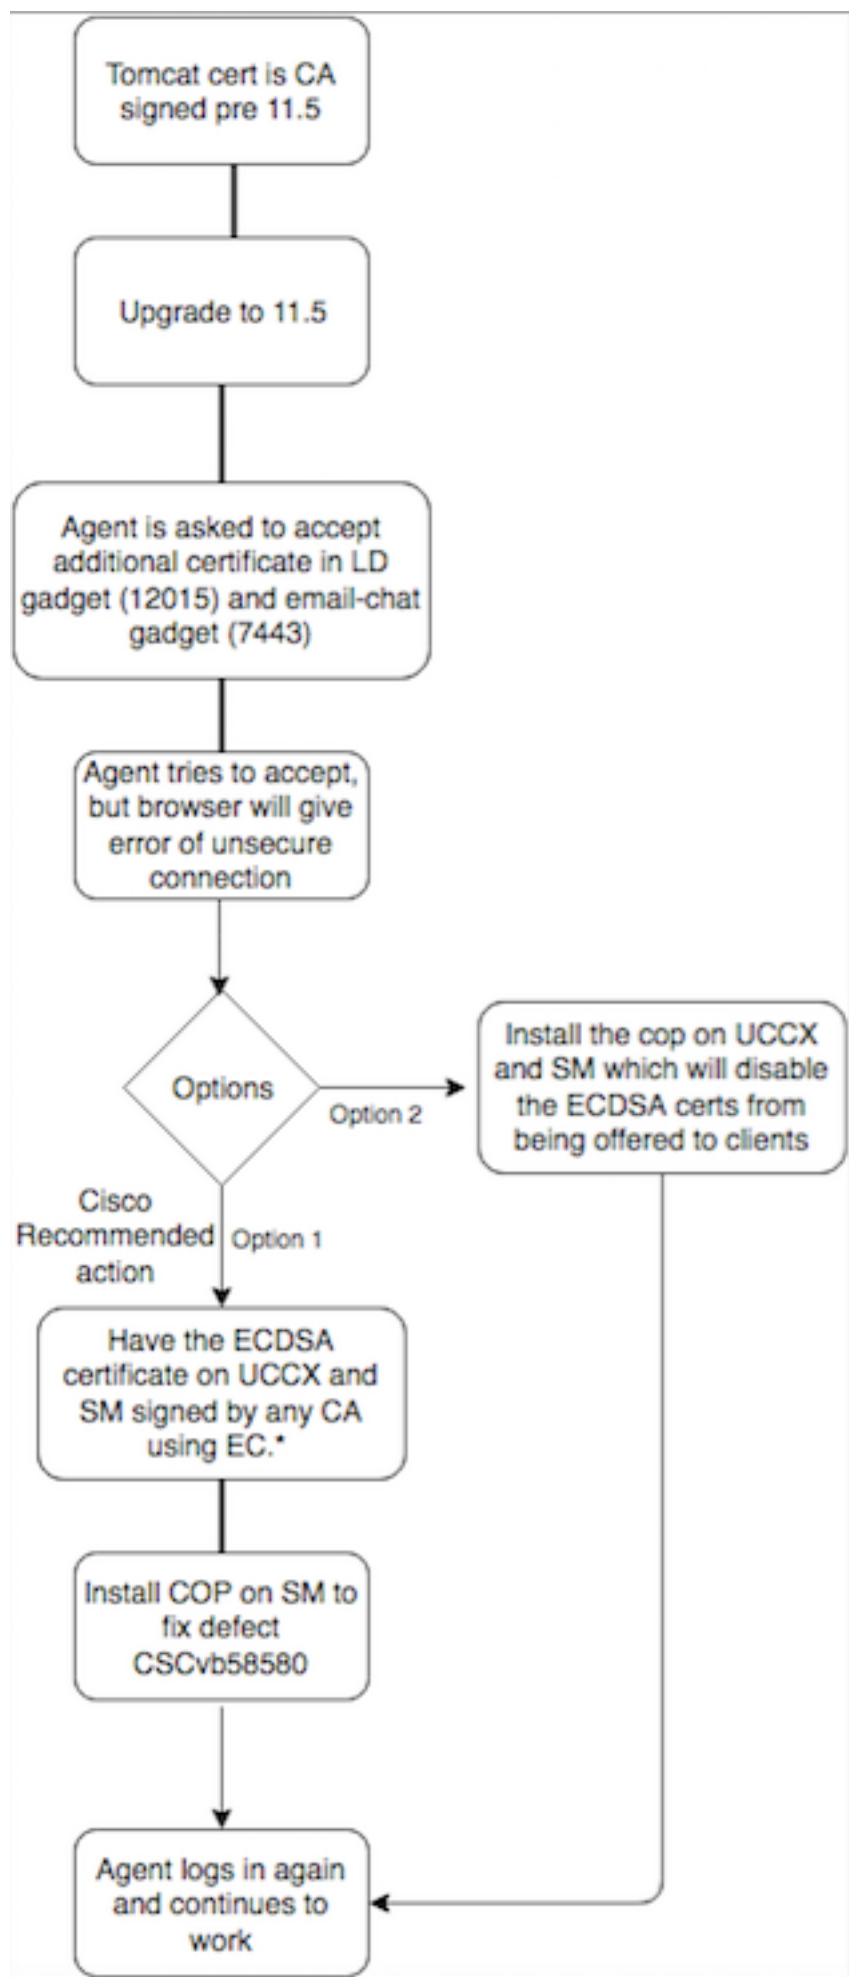 Tomcat cert is CA
signed pre 11.5
Upgrade to 11.5
Agent is asked to accept
additional certificate in LD
gadget (12015) and email-chat
gadget (7443)
Agent tries to accept,
but browser will give
error of unsecure
connection
Options
Option 2
Install the cop on UCCX
and SM which will disable
the ECDSA certs from
being offered to clients
Cisco
Recommended
action
Option 1
Have the ECDSA
certificate on UCCX and
SM signed by any CA
using EC.*
Install COP on SM to
fix defect
CSCvb58580
Agent logs in again
and continues to
work